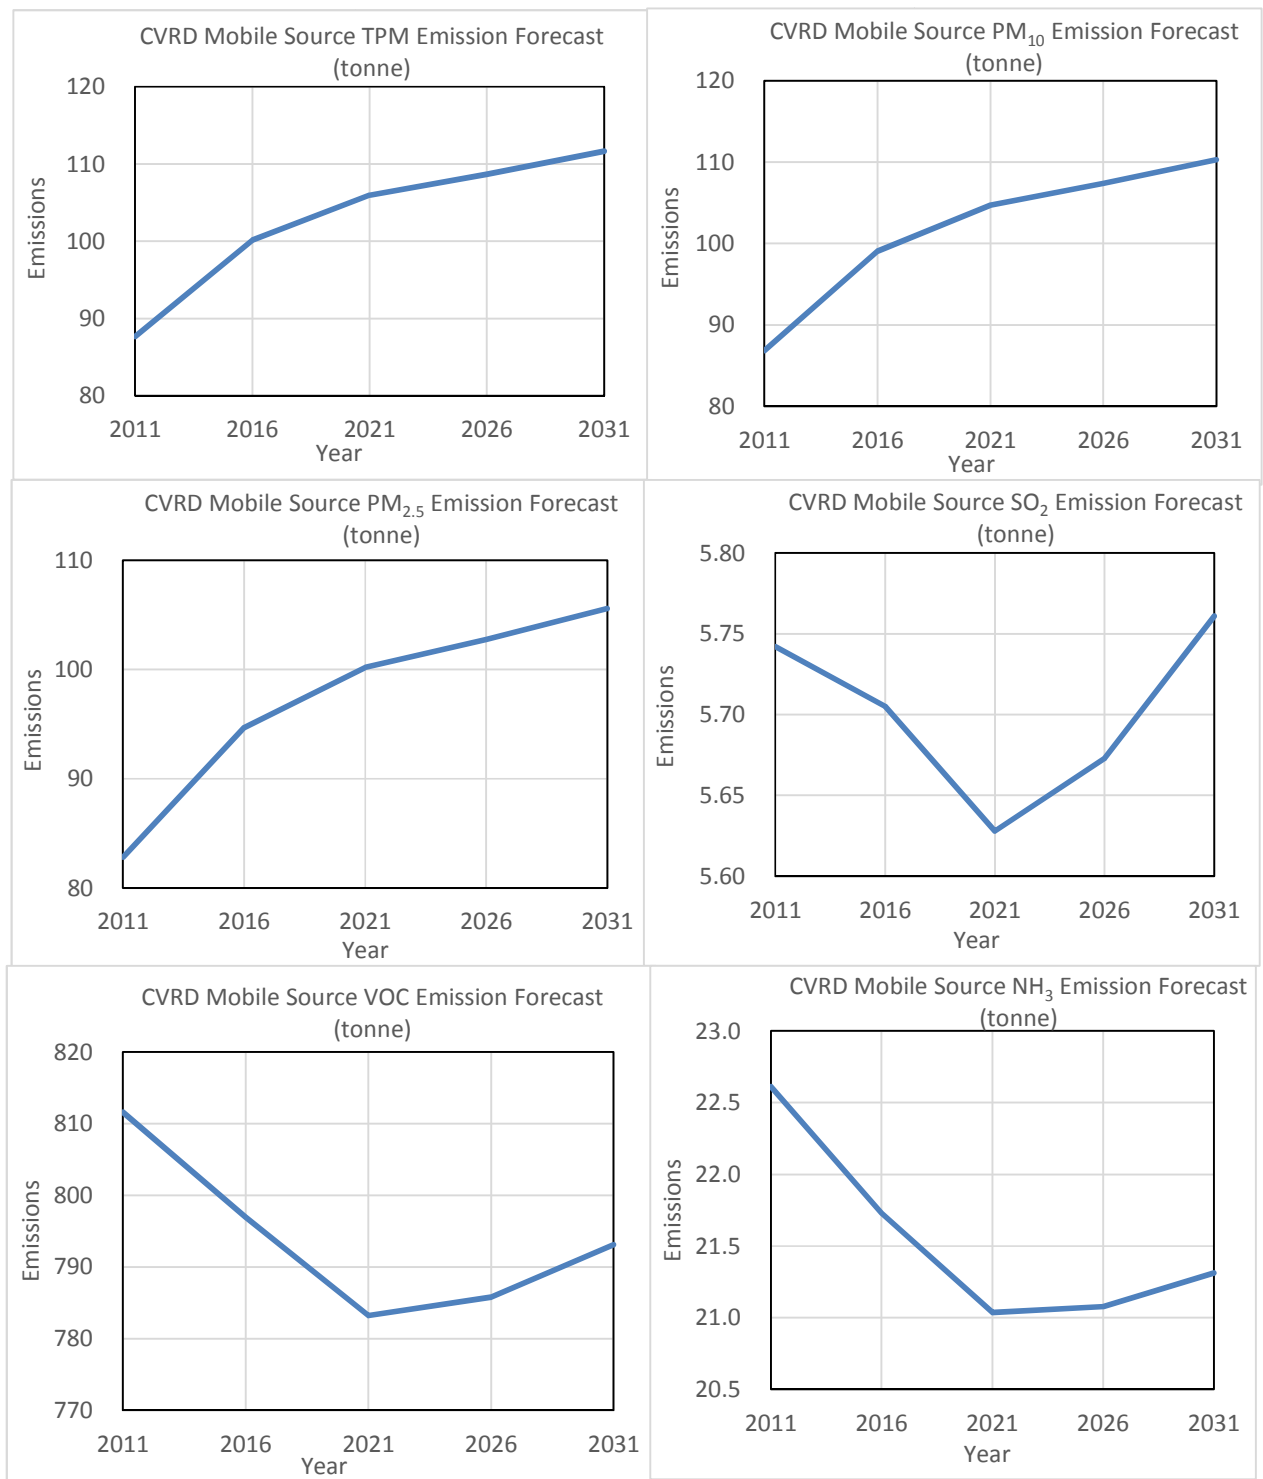 CVRD Mobile Source TPM Emission Forecast
(tonne)
120
110
100
90
80
Emissions
2011 2016 2021 2026 2031
Year
CVRD Mobile Source PM10 Emission Forecast
(tonne)
120
110
100
90
80
Emissions
2011 2016 2021 2026 2031
Year
CVRD Mobile Source PM2.5 Emission Forecast
(tonne)
110
100
90
80
Emissions
2011 2016 2021 2026 2031
Year
CVRD Mobile Source SO2 Emission Forecast
(tonne)
5.80
5.75
5.70
5.65
5.60
Emissions
2011 2016 2021 2026 2031
Year
CVRD Mobile Source VOC Emission Forecast
(tonne)
820
810
800
790
780
770
Emissions
2011 2016 2021 2026 2031
Year
CVRD Mobile Source NH3 Emission Forecast
(tonne)
23.0
22.5
22.0
21.5
21.0
20.5
Emissions
2011 2016 2021 2026 2031
Year